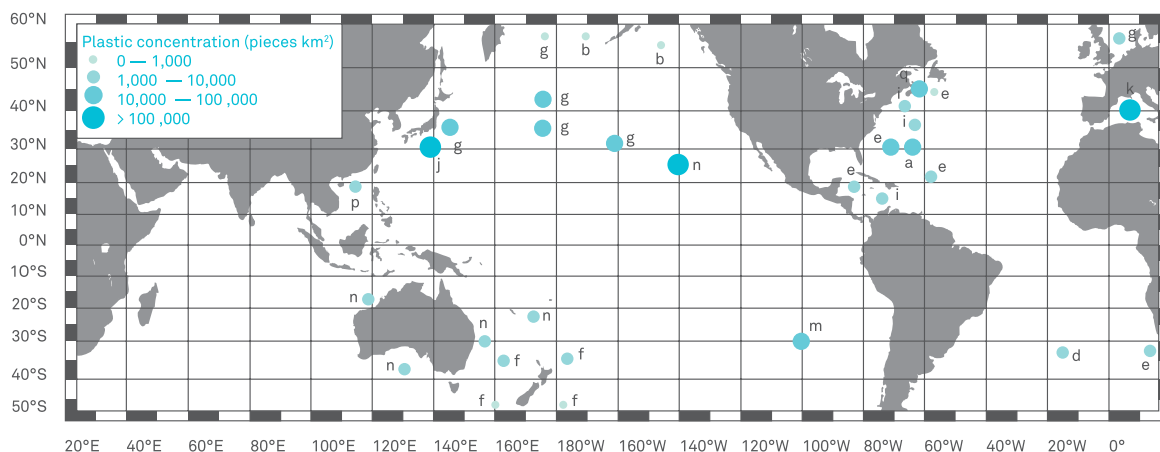 60°N
50°N
40°N
30°N
20°N
10°N
0°N
10°S
20°S
30°S
40°S
50°S
Plastic concentration (pieces km²)
0 — 1,000
1,000 — 10,000
10,000 — 100 ,000
> 100 ,000
g
b
b
g
q
e
k
g
i
g
i
g
g
j
n
e
a
e
e
i
p
n
n
n
m
f
f
n
d
e
f
f
20°E
40°E
60°E
80°E
100°E
120°E
140°E
160°E
180°W
160°W
140°W
120°W
100°W
80°W
60°W
20°W
0°